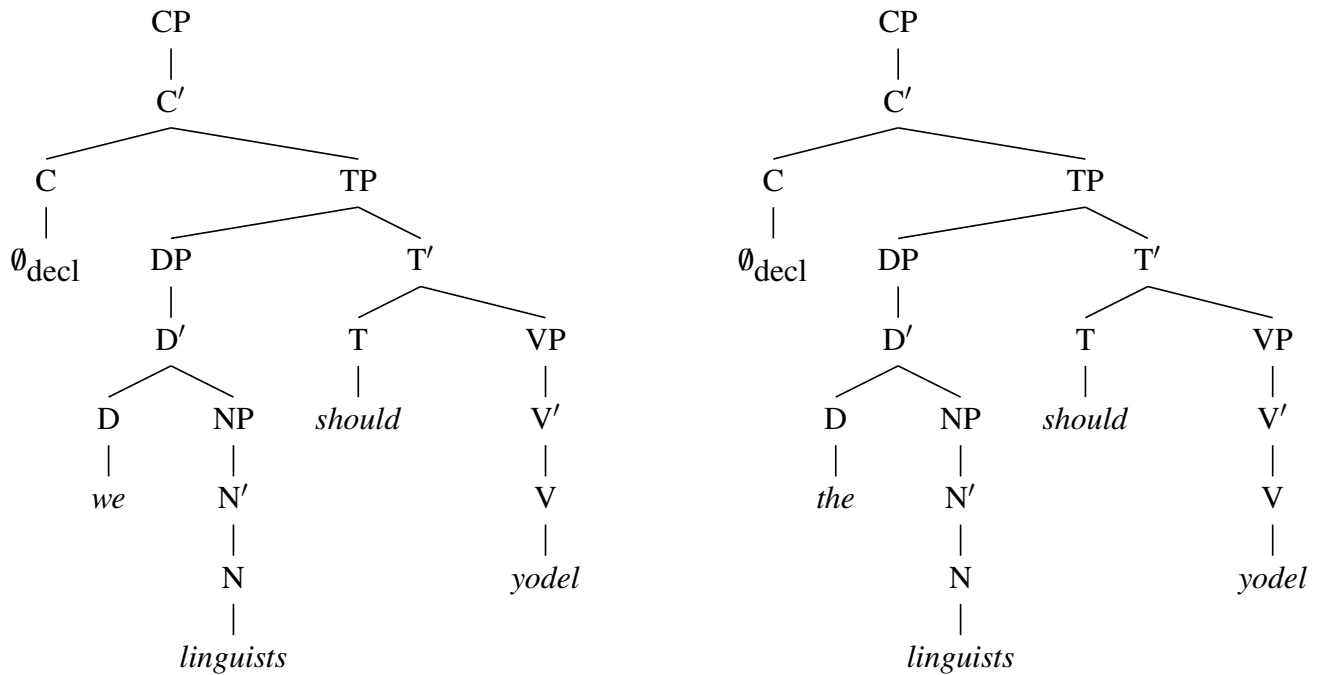 CP CP
C′ C′
C TP C TP
∅decl DP T′ ∅decl DP T′
D′ T VP D′ T VP
D NP should V′ D NP should V′
we N′ V the N′ V
N yodel N yodel
linguists linguists